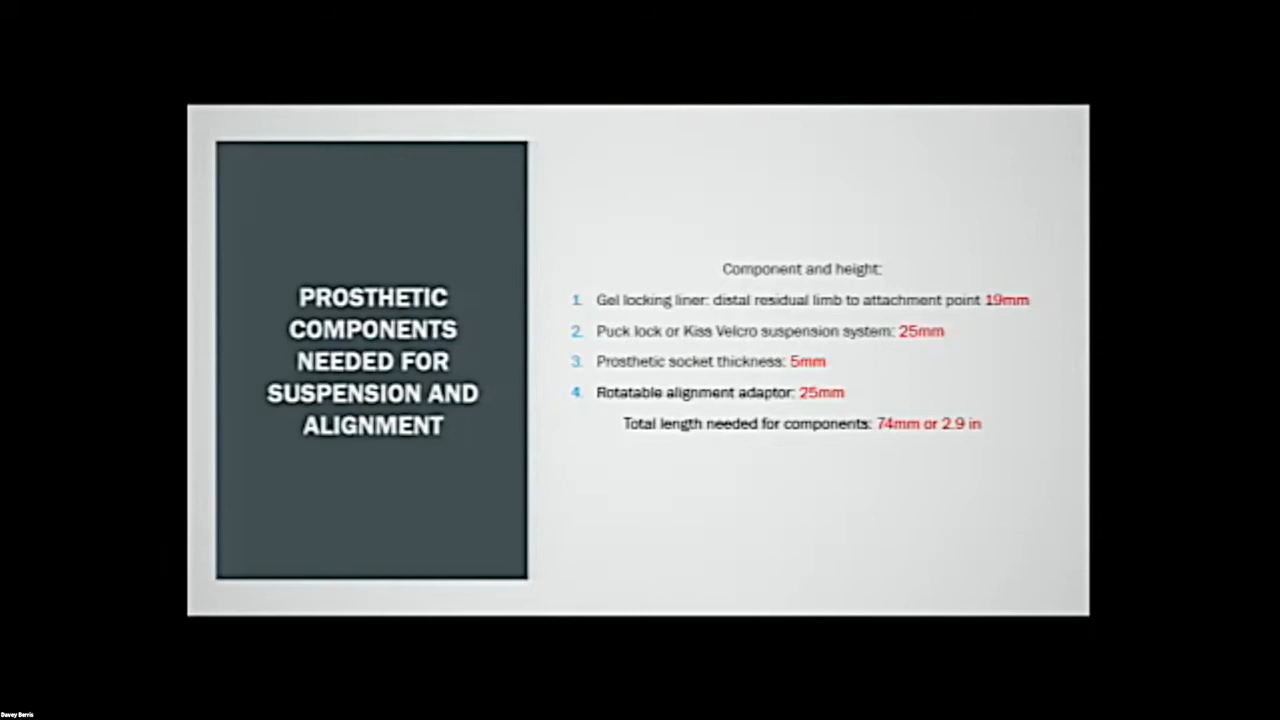 PROSTHETIC
COMPONENTS
NEEDED FOR
SUSPENSION AND
ALIGNMENT
Component and height:
1. Gel locking liner: distal residual limb to attachment point 19mm
2. Puck lock or Kiss Velcro suspension system: 25mm
3. Prosthetic socket thickness: 5mm
4. Rotatable alignment adaptor: 25mm
Total length needed for components: 74mm or 2.9 in
Davey Berris